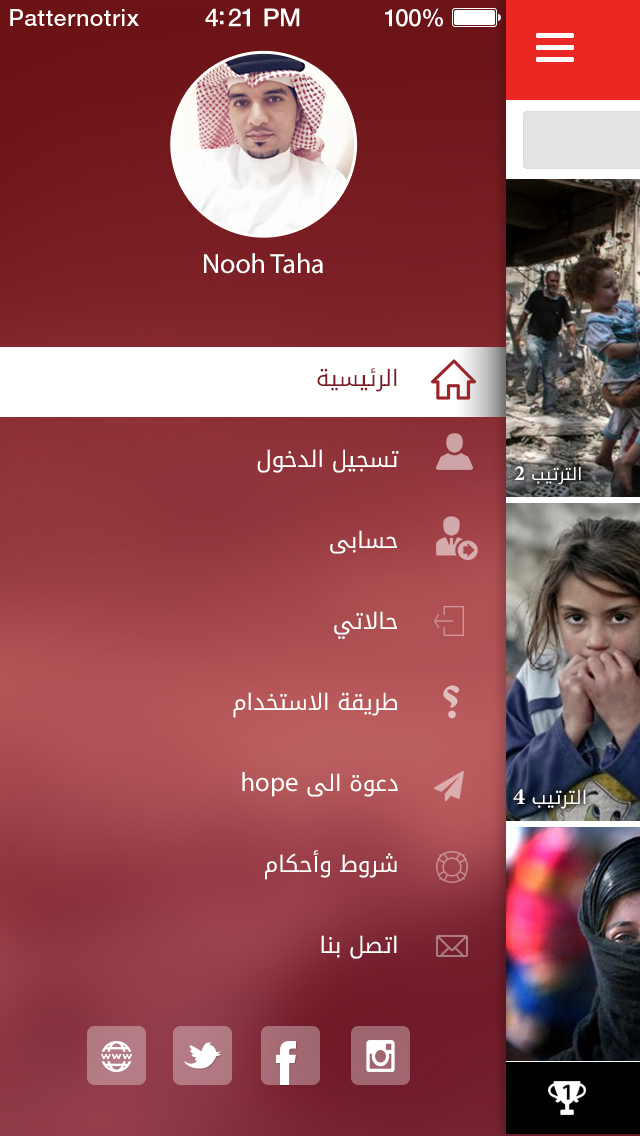 Patternotrix 4:21 PM 100%
Nooh Taha
الرئيسية
تسجيل الدخول
حسابى
حالاتي
طريقة الاستخدام
دعوة الى hope
شروط وأحكام
اتصل بنا
www
الترتيب 2
الترتيب 4
1